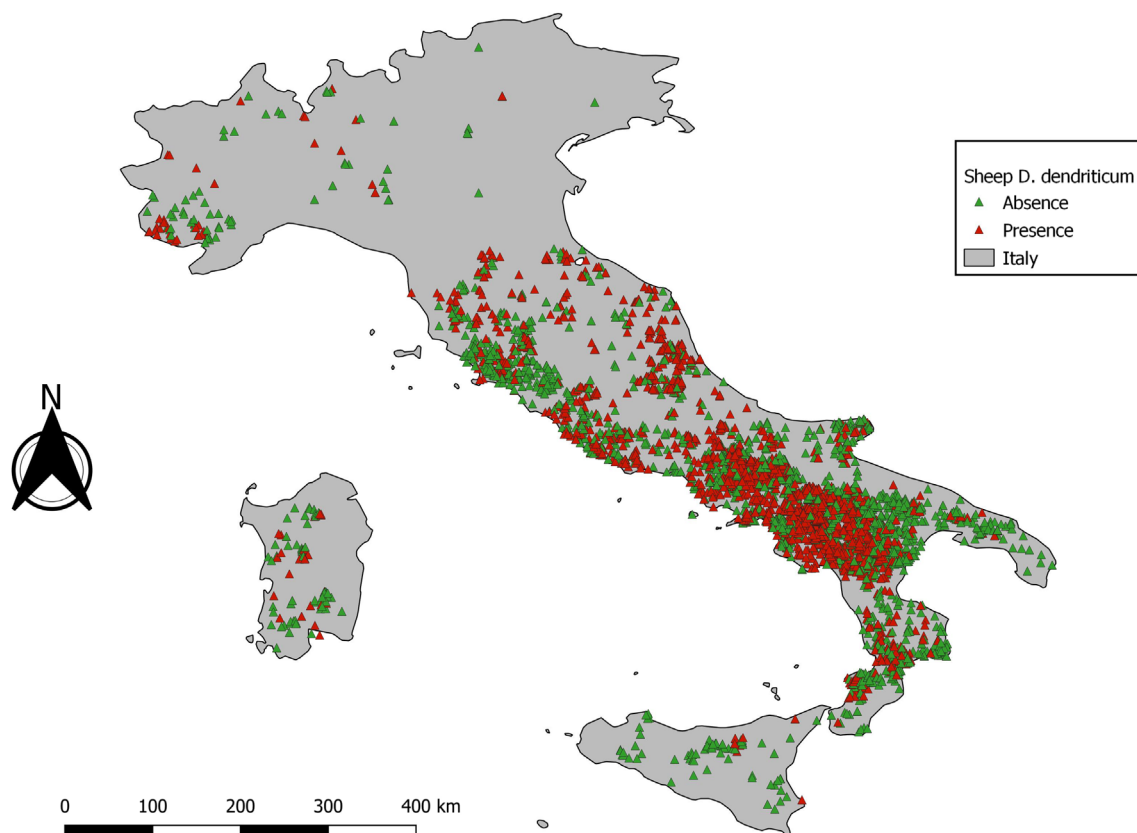 Sheep D. dendriticum
Absence
Presence
Italy
N
0 100 200 300 400 km